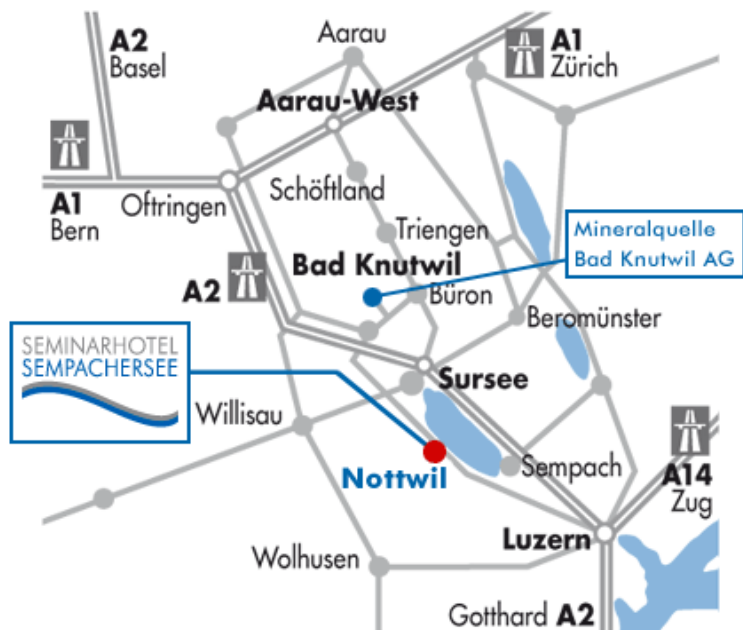 A2
Basel
Aarau
A1
Zürich
Aarau-West
A1
Bern
Oftringen
Schöftland
Triengen
Mineralquelle
Bad Knutwil AG
Bad Knutwil
A2
Büron
Beromünster
SEMINARHOTEL
SEMPACHERSEE
Sursee
Willisau
Nottwil
Sempach
A14
Zug
Luzern
Wolhusen
Gotthard A2